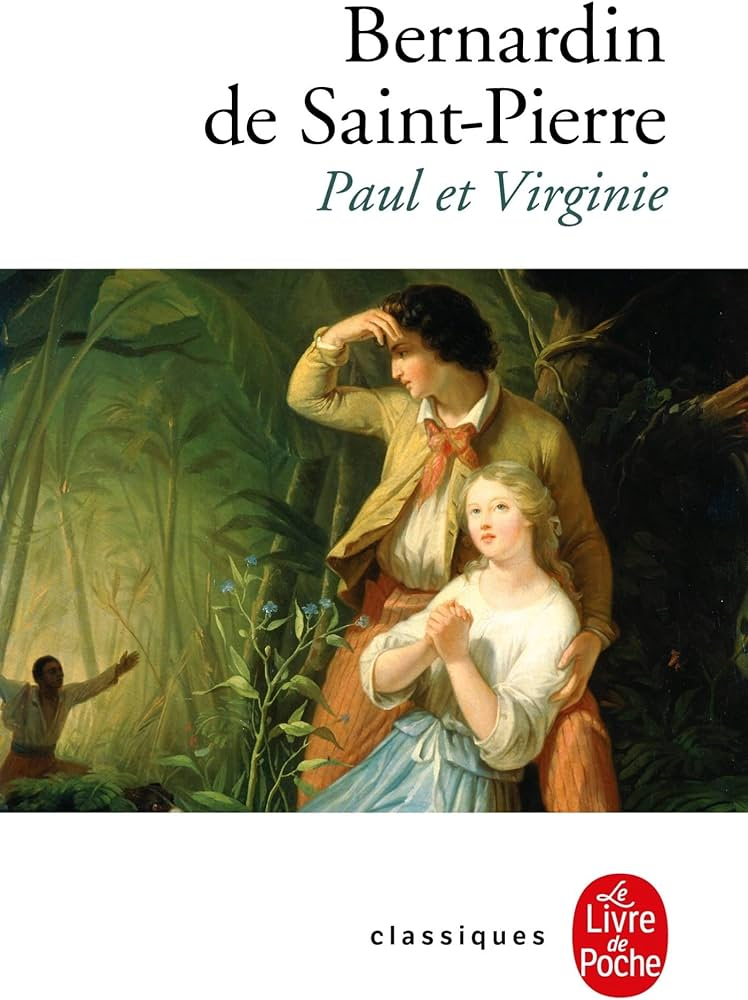 Bernardin
de Saint-Pierre
Paul et Virginie
classiques
Le
Livre
de
Poche